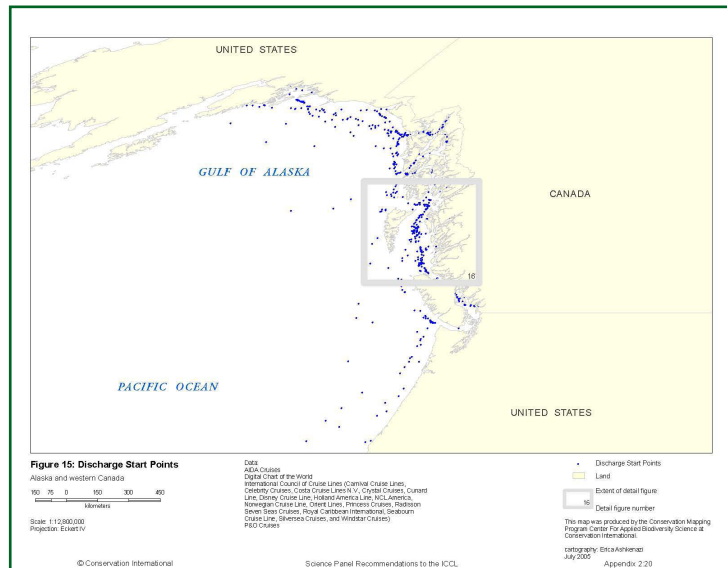 UNITED STATES
GULF OF ALASKA
CANADA
16
PACIFIC OCEAN
UNITED STATES
Figure 15: Discharge Start Points
Alaska and western Canada
150 75 0 150 300 450
kilometers
Scale: 1:12,800,000
Projection: Eckert IV
Data:
AIDA Cruises
Digital Chart of the World
International Council of Cruise Lines (Carnival Cruise Lines,
Celebrity Cruises, Costa Cruise Lines N.V., Crystal Cruises, Cunard
Line, Disney Cruise Line, Holland America Line, NCL America,
Norwegian Cruise Line, Orient Lines, Princess Cruises, Radisson
Seven Seas Cruises, Royal Caribbean International, Seabourn
Cruise Line, Silversea Cruises, and Windstar Cruises)
P&O Cruises
Discharge Start Points
Land
Extent of detail figure
16
Detail figure number
This map was produced by the Conservation Mapping
Program Center For Applied Biodiversity Science at
Conservation International.
cartography: Erica Ashkenazi
July 2005
© Conservation International
Science Panel Recommendations to the ICCL
Appendix 2:20